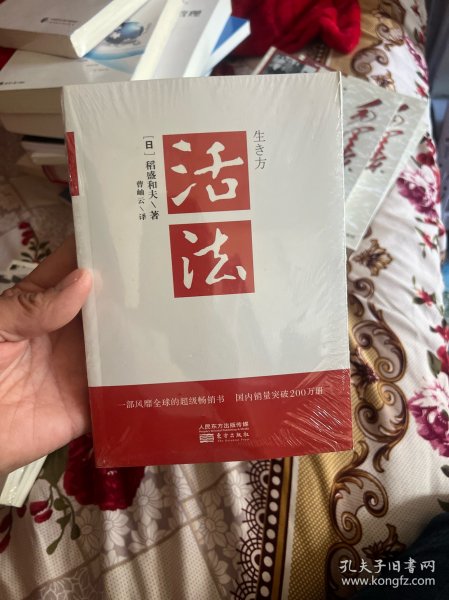 生き方
活法
[日]稻盛和夫＼著
曹岫云＼译
一部风靡全球的超级畅销书 国内销量突破200万册
人民东方出版传媒
东方出版社
孔夫子旧书网
www.kongfz.com